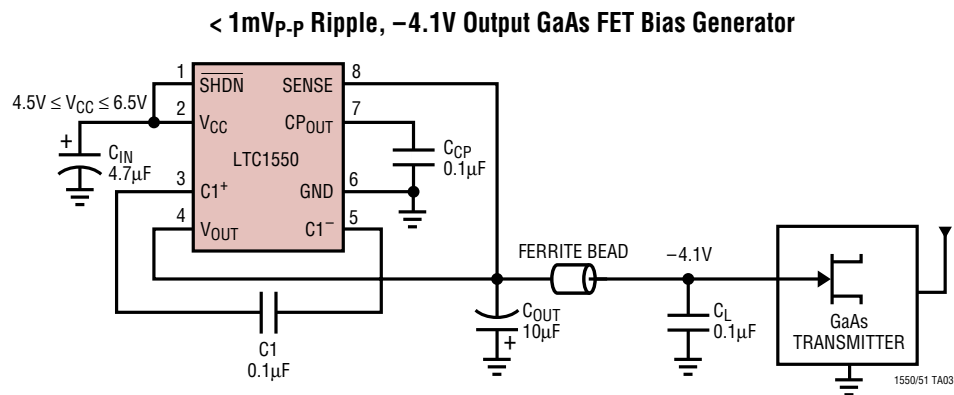 < 1mVP-P Ripple, −4.1V Output GaAs FET Bias Generator
4.5V ≤ VCC ≤ 6.5V
+
CIN
4.7µF
1
SHDN
2
VCC
3
C1+
4
VOUT
LTC1550
8
SENSE
7
CPOUT
6
GND
5
C1−
CCP
0.1µF
C1
0.1µF
FERRITE BEAD
−4.1V
COUT
10µF
+
CL
0.1µF
GaAs
TRANSMITTER
1550/51 TA03